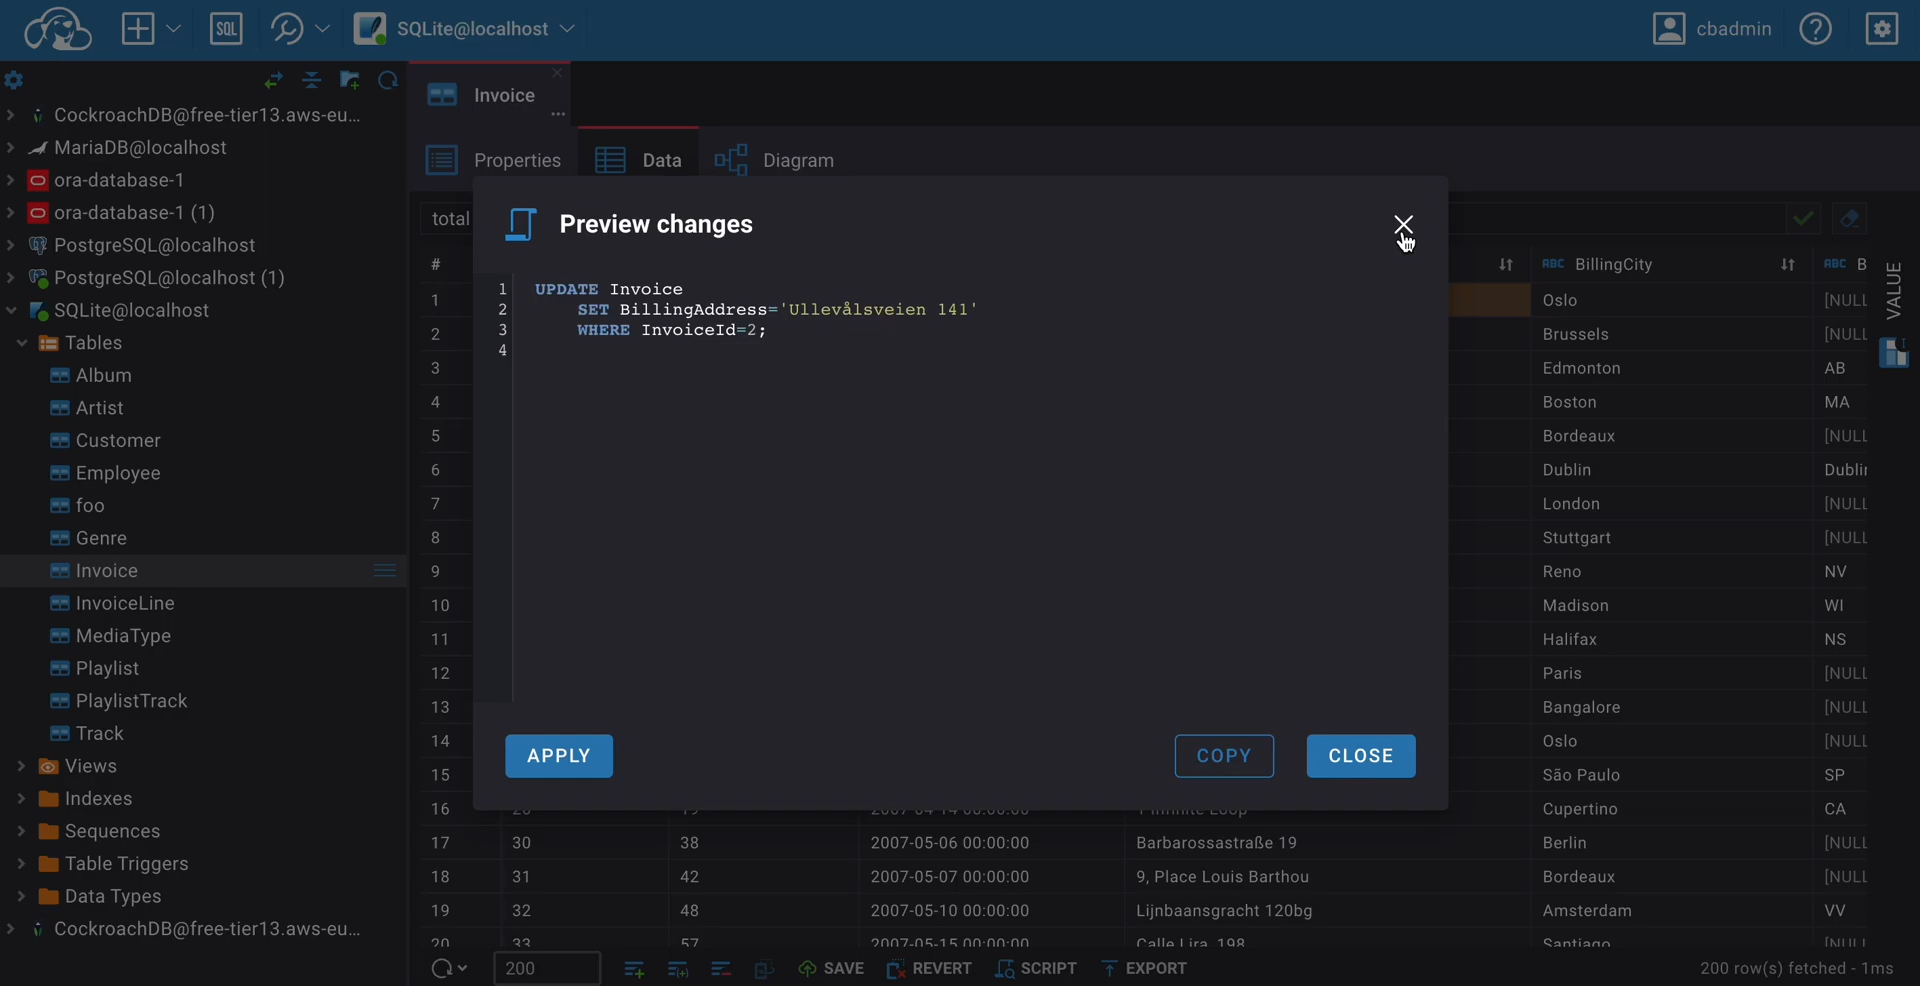 SQL
SQLite@localhost
cbadmin
CockroachDB@free-tier13.aws-eu...
MariaDB@localhost
ora-database-1
ora-database-1 (1)
PostgreSQL@localhost
PostgreSQL@localhost (1)
SQLite@localhost
Tables
Album
Artist
Customer
Employee
foo
Genre
Invoice
InvoiceLine
MediaType
Playlist
PlaylistTrack
Track
Views
Indexes
Sequences
Table Triggers
Data Types
CockroachDB@free-tier13.aws-eu...
Invoice
Properties
Data
Diagram
total
Preview changes
1 UPDATE Invoice
2 SET BillingAddress='Ullevålsveien 141'
3 WHERE InvoiceId=2;
4
APPLY
COPY
CLOSE
# ABC BillingCity ABC B
1 Oslo [NULL
2 Brussels [NULL
3 Edmonton AB
4 Boston MA
5 Bordeaux [NULL
6 Dublin Dublin
7 London [NULL
8 Stuttgart [NULL
9 Reno NV
10 Madison WI
11 Halifax NS
12 Paris [NULL
13 Bangalore [NULL
14 Oslo [NULL
15 São Paulo SP
16 Cupertino CA
17 30 38 2007-05-06 00:00:00 Barbarossastraße 19 Berlin [NULL
18 31 42 2007-05-07 00:00:00 9, Place Louis Barthou Bordeaux [NULL
19 32 48 2007-05-10 00:00:00 Lijnbaansgracht 120bg Amsterdam VV
20 33 57 2007-05-15 00:00:00 Calle Lira, 198 Santiago [NULL
VALUE
200
SAVE
REVERT
SCRIPT
EXPORT
200 row(s) fetched - 1ms